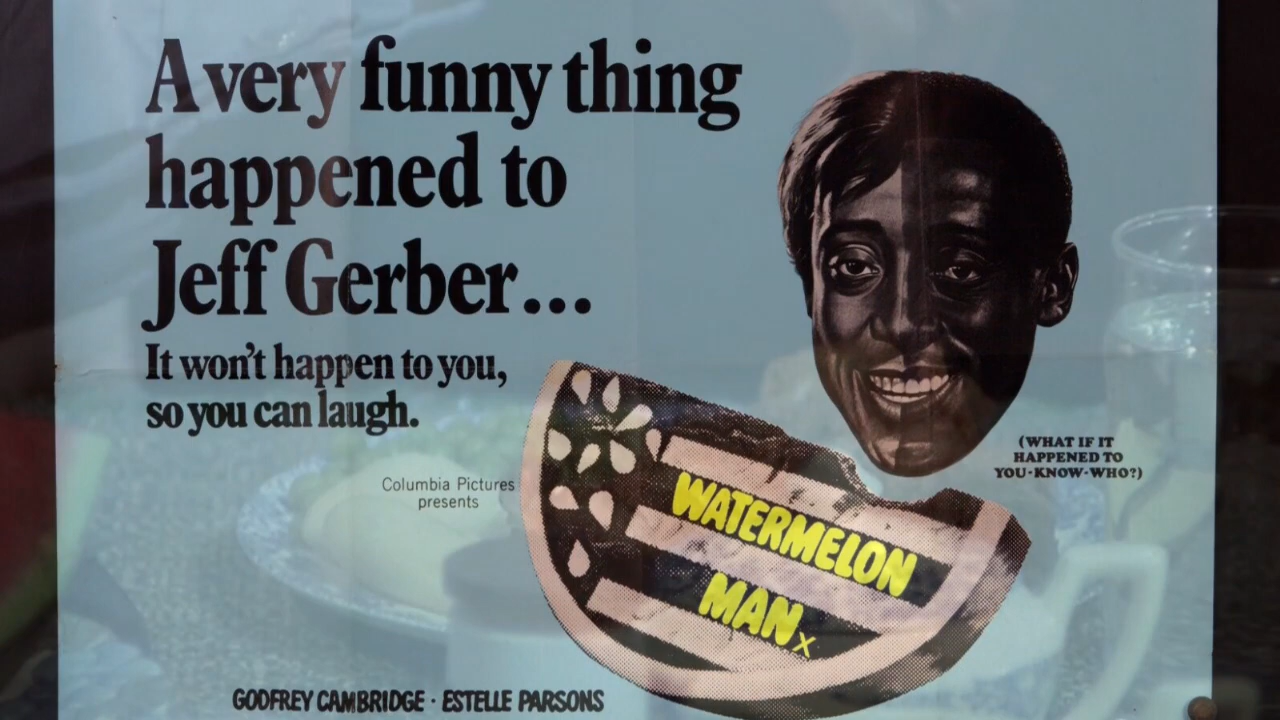 A very funny thing
happened to
Jeff Gerber...
It won't happen to you,
so you can laugh.
(WHAT IF IT
HAPPENED TO
YOU-KNOW-WHO?)
Columbia Pictures
presents
WATERMELON
MAN x
GODFREY CAMBRIDGE · ESTELLE PARSONS